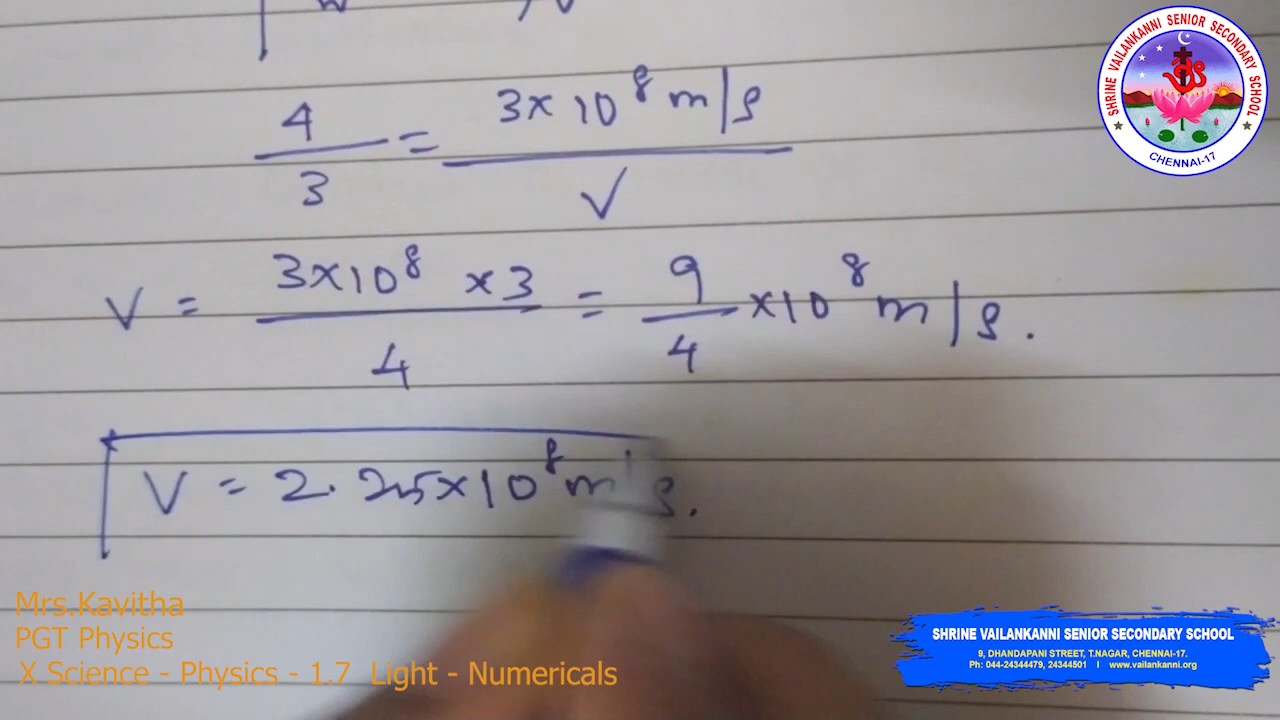 4/3 = 3×10⁸ m/s / V
V = 3×10⁸ ×3 / 4 = 9/4 ×10⁸ m/s.
V = 2.25×10⁸ m/s.
SHRINE VAILANKANNI SENIOR SECONDARY SCHOOL
CHENNAI-17
Mrs.Kavitha
PGT Physics
X Science - Physics - 1.7 Light - Numericals
SHRINE VAILANKANNI SENIOR SECONDARY SCHOOL
9, DHANDAPANI STREET, T.NAGAR, CHENNAI-17.
Ph: 044-24344479, 24344501 | www.vailankanni.org